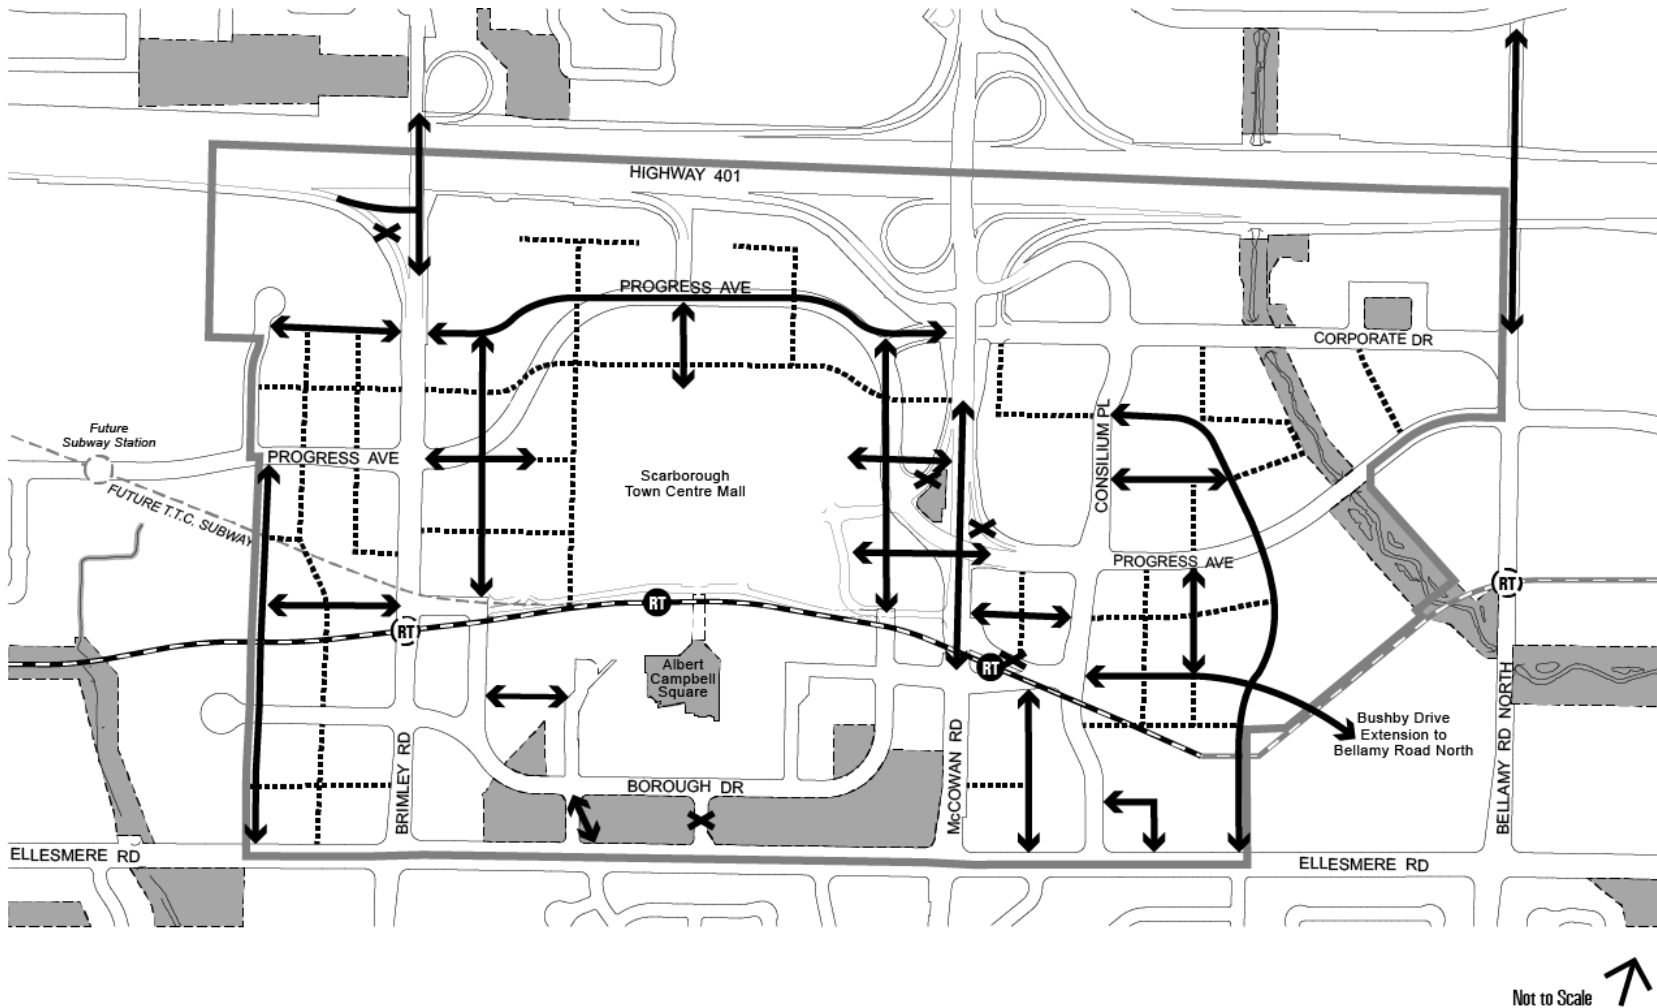 HIGHWAY 401
PROGRESS AVE
CORPORATE DR
Future
Subway Station
PROGRESS AVE
CONSILIUM PL
Scarborough
Town Centre Mall
FUTURE T.T.C. SUBWAY
PROGRESS AVE
RT
RT
RT
RT
Albert
Campbell
Square
BRIMLEY RD
McCOWAN RD
BELLAMY RD NORTH
Bushby Drive
Extension to
Bellamy Road North
BOROUGH DR
ELLESMERE RD
ELLESMERE RD
Not to Scale